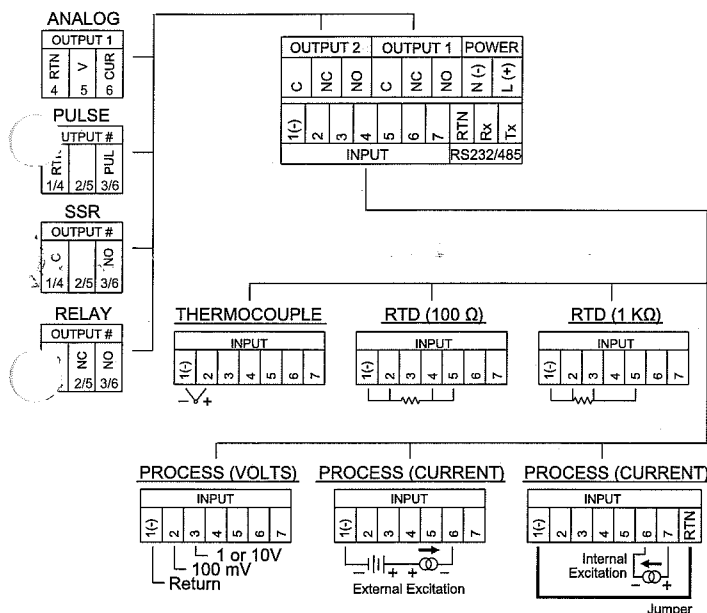 ANALOG
OUTPUT 1
RTN V CUR
4 5 6
PULSE
UTPUT #
RT PUL
1/4 2/5 3/6
SSR
OUTPUT #
C NO
1/4 2/5 3/6
RELAY
OUTPUT #
NC NO
2/5 3/6
OUTPUT 2 OUTPUT 1 POWER
C NC NO C NC NO N (-) L (+)
1(-) 2 3 4 5 6 7 RTN Rx Tx
INPUT RS232/485
THERMOCOUPLE
INPUT
1(-) 2 3 4 5 6 7
- +
RTD (100 Ω)
INPUT
1(-) 2 3 4 5 6 7
RTD (1 KΩ)
INPUT
1(-) 2 3 4 5 6 7
PROCESS (VOLTS)
INPUT
1(-) 2 3 4 5 6 7
1 or 10V
100 mV
Return
PROCESS (CURRENT)
INPUT
1(-) 2 3 4 5 6 7
- + + -
External Excitation
PROCESS (CURRENT)
INPUT
1(-) 2 3 4 5 6 7 RTN
Internal
Excitation
- +
Jumper